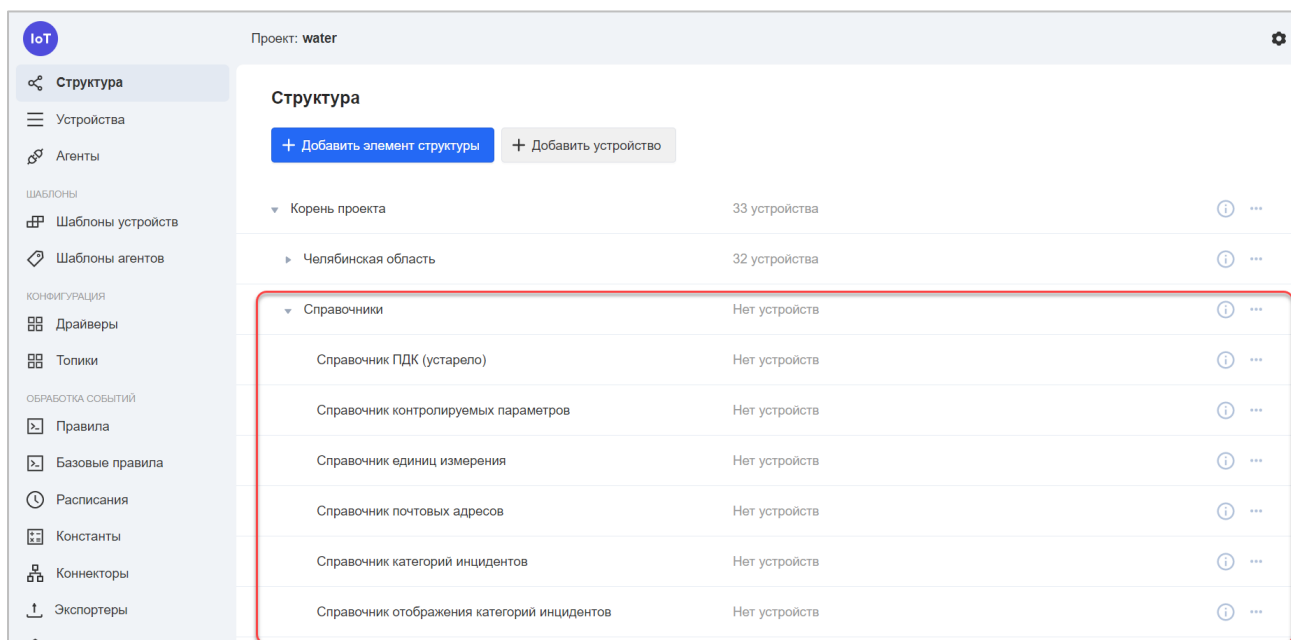 IoT
Проект: water
Структура
Устройства
Агенты
ШАБЛОНЫ
Шаблоны устройств
Шаблоны агентов
КОНФИГУРАЦИЯ
Драйверы
Топики
ОБРАБОТКА СОБЫТИЙ
Правила
Базовые правила
Расписания
Константы
Коннекторы
Экспортеры
Структура
+ Добавить элемент структуры + Добавить устройство
Корень проекта 33 устройства
Челябинская область 32 устройства
Справочники Нет устройств
Справочник ПДК (устарело) Нет устройств
Справочник контролируемых параметров Нет устройств
Справочник единиц измерения Нет устройств
Справочник почтовых адресов Нет устройств
Справочник категорий инцидентов Нет устройств
Справочник отображения категорий инцидентов Нет устройств